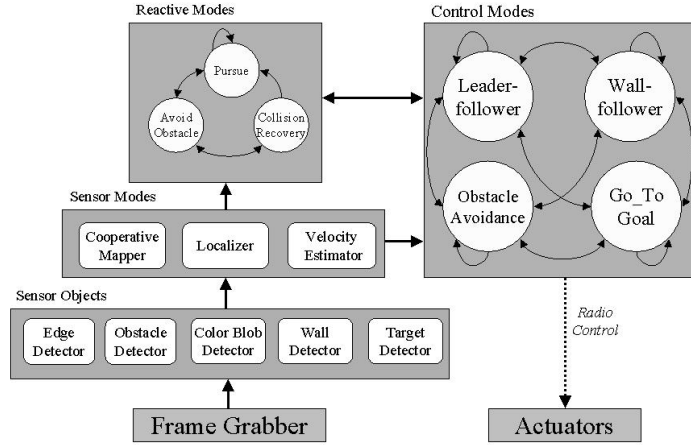 Reactive Modes
Control Modes
Pursue
Avoid
Obstacle
Collision
Recovery
Leader-
follower
Wall-
follower
Obstacle
Avoidance
Go_To
Goal
Sensor Modes
Cooperative
Mapper
Localizer
Velocity
Estimator
Sensor Objects
Edge
Detector
Obstacle
Detector
Color Blob
Detector
Wall
Detector
Target
Detector
Radio
Control
Frame Grabber
Actuators